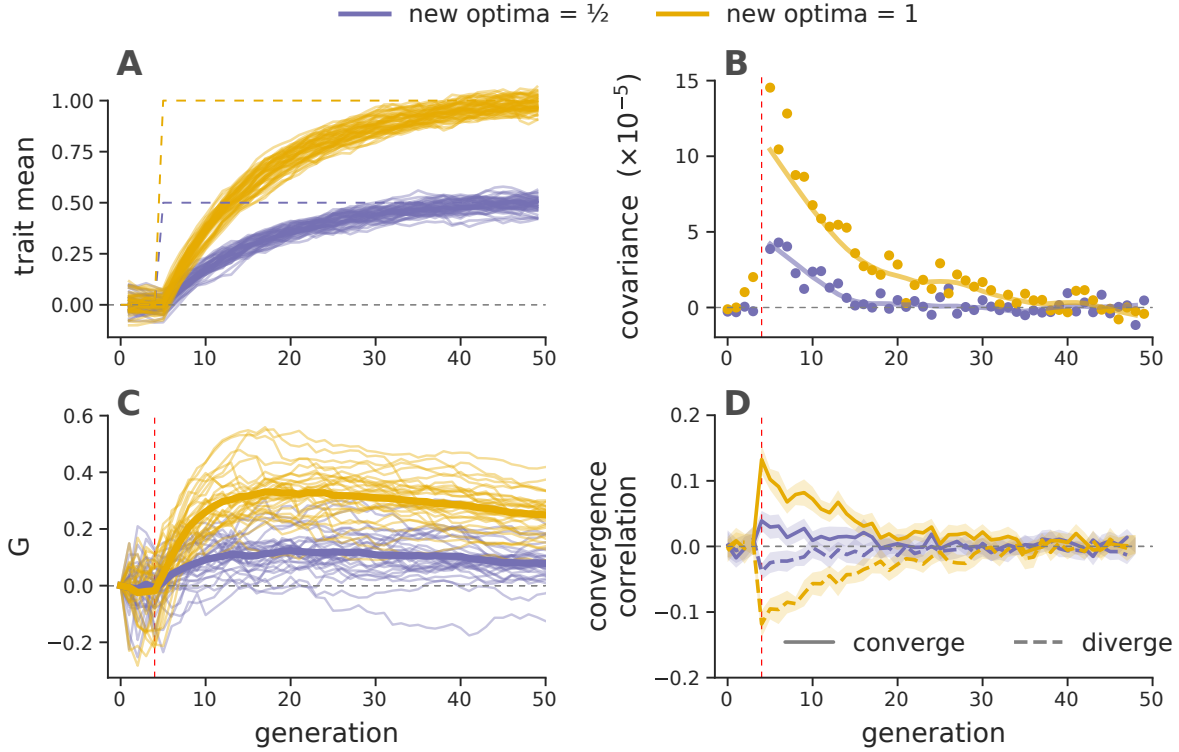 new optima = ½ new optima = 1
A
trait mean
1.00
0.75
0.50
0.25
0.00
0 10 20 30 40 50
B
covariance (×10⁻⁵)
15
10
5
0
0 10 20 30 40 50
C
G
0.6
0.4
0.2
0.0
−0.2
0 10 20 30 40 50
generation
D
convergence
correlation
0.2
0.1
0.0
−0.1
−0.2
converge diverge
0 10 20 30 40 50
generation